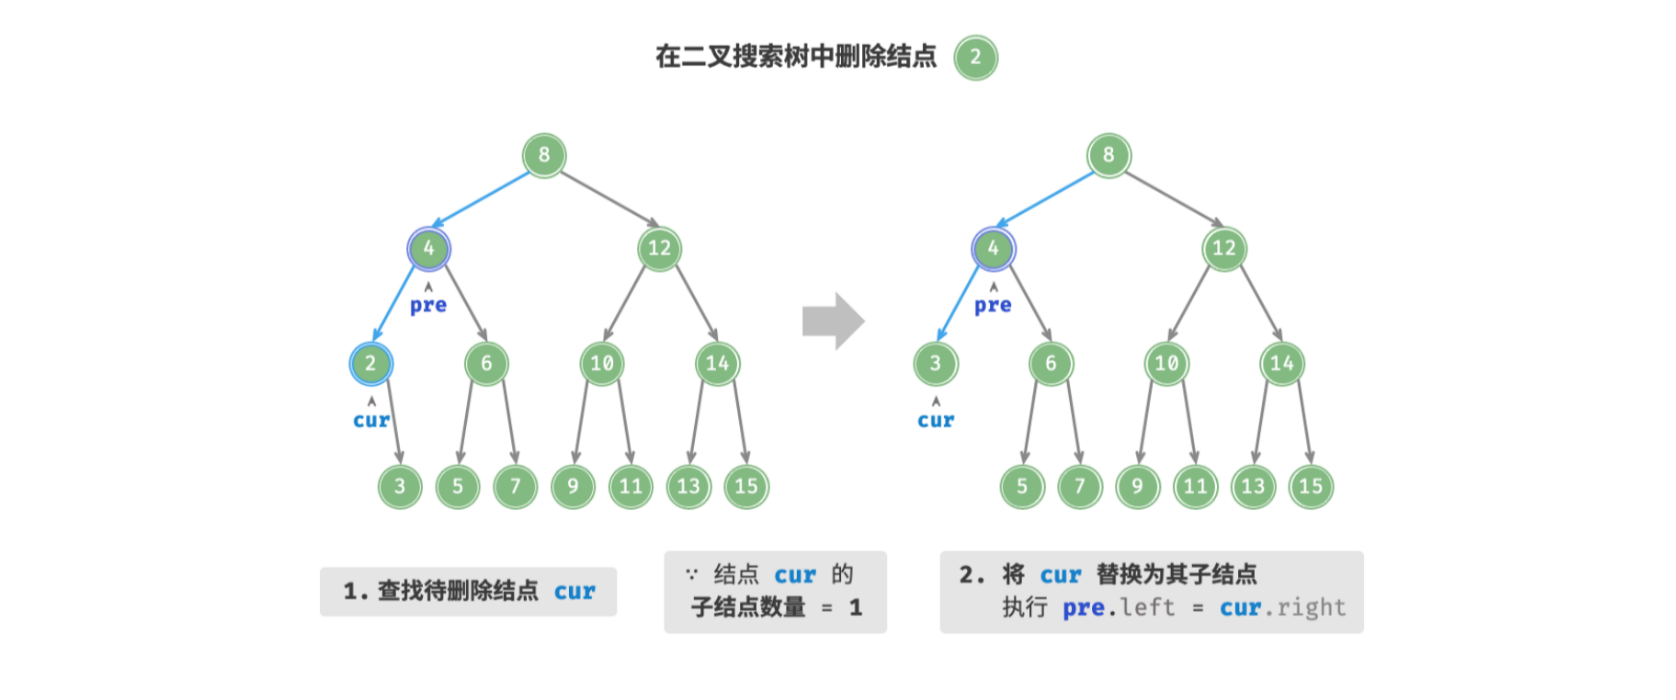 在二叉搜索树中删除结点 2
8 8
4 12 4 12
pre pre
2 6 10 14 3 6 10 14
cur cur
3 5 7 9 11 13 15 5 7 9 11 13 15
1. 查找待删除结点 cur
∵ 结点 cur 的
子结点数量 = 1
2. 将 cur 替换为其子结点
执行 pre.left = cur.right